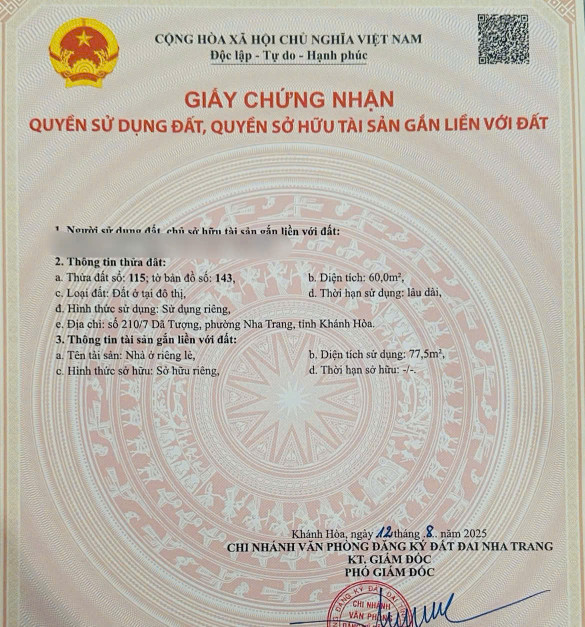 CỘNG HÒA XÃ HỘI CHỦ NGHĨA VIỆT NAM
Độc lập - Tự do - Hạnh phúc
GIẤY CHỨNG NHẬN
QUYỀN SỬ DỤNG ĐẤT, QUYỀN SỞ HỮU TÀI SẢN GẮN LIỀN VỚI ĐẤT
1. Người sử dụng đất, chủ sở hữu tài sản gắn liền với đất:
2. Thông tin thửa đất:
a. Thửa đất số: 115; tờ bản đồ số: 143, b. Diện tích: 60,0m²,
c. Loại đất: Đất ở tại đô thị, d. Thời hạn sử dụng: lâu dài,
đ. Hình thức sử dụng: Sử dụng riêng,
e. Địa chỉ: số 210/7 Dã Tượng, phường Nha Trang, tỉnh Khánh Hòa.
3. Thông tin tài sản gắn liền với đất:
a. Tên tài sản: Nhà ở riêng lẻ, b. Diện tích sử dụng: 77,5m²,
c. Hình thức sở hữu: Sở hữu riêng, d. Thời hạn sở hữu: -/-.
Khánh Hòa, ngày 12 tháng 8 năm 2025
CHI NHÁNH VĂN PHÒNG ĐĂNG KÝ ĐẤT ĐAI NHA TRANG
KT. GIÁM ĐỐC
PHÓ GIÁM ĐỐC
CHI NHÁNH
VĂN PHÒNG